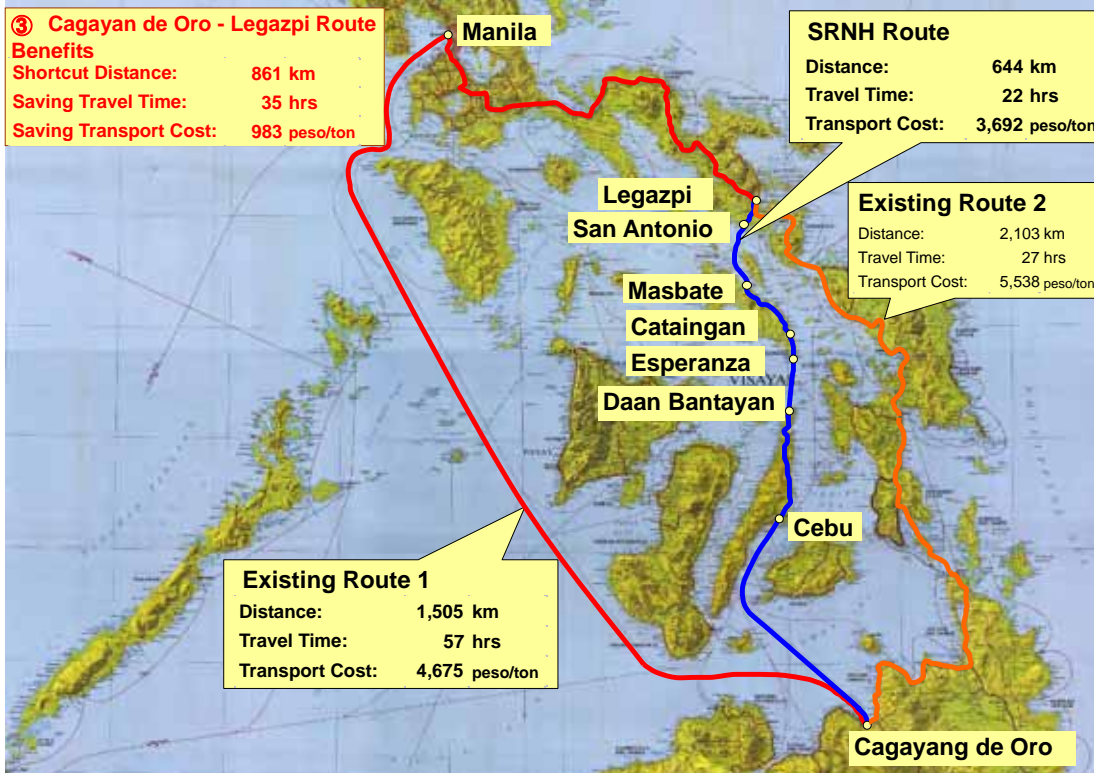 ③ Cagayan de Oro - Legazpi Route
Benefits
Shortcut Distance: 861 km
Saving Travel Time: 35 hrs
Saving Transport Cost: 983 peso/ton
Manila
SRNH Route
Distance: 644 km
Travel Time: 22 hrs
Transport Cost: 3,692 peso/ton
Legazpi
San Antonio
Existing Route 2
Distance: 2,103 km
Travel Time: 27 hrs
Transport Cost: 5,538 peso/ton
Masbate
Cataingan
Esperanza
VISAYA
Daan Bantayan
Cebu
Existing Route 1
Distance: 1,505 km
Travel Time: 57 hrs
Transport Cost: 4,675 peso/ton
Cagayang de Oro